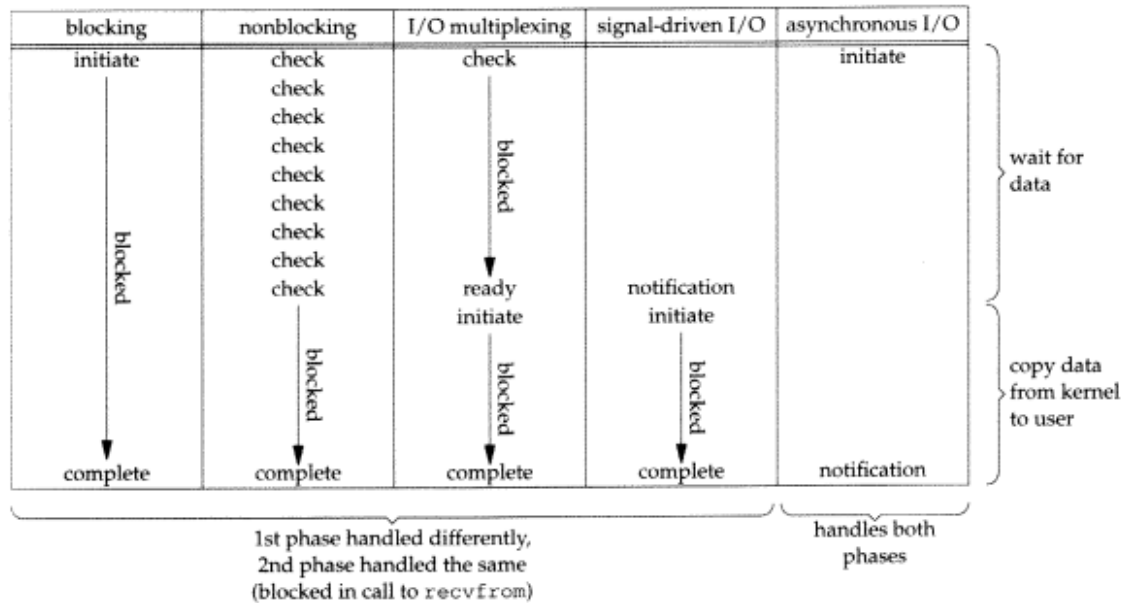 blocking nonblocking I/O multiplexing signal-driven I/O asynchronous I/O
initiate check check initiate
check
check
check
check
check
check
check
check ready notification
initiate initiate
blocked
blocked
blocked
blocked
blocked
complete complete complete complete notification
wait for
data
copy data
from kernel
to user
1st phase handled differently,
2nd phase handled the same
(blocked in call to recvfrom)
handles both
phases